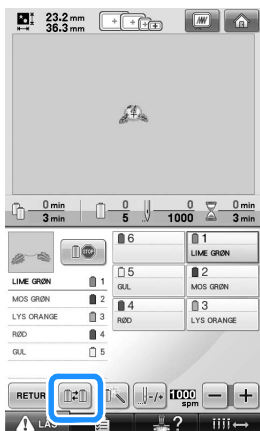 23.2 mm
36.3 mm
0 min
3 min
0
5
0
1000
0 min
3 min
6
1
LIME GRØN
5
GUL
2
MOS GRØN
4
RØD
3
LYS ORANGE
STOP
LIME GRØN 1
MOS GRØN 2
LYS ORANGE 3
RØD 4
GUL 5
RETUR
-/+
1000
spm
- +
LÅS
?